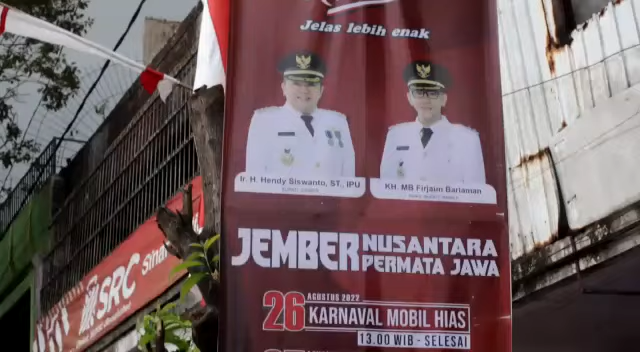 Jelas lebih enak
Ir. H. Hendy Siswanto, ST., IPU
KH. MB Firjaun Barlaman
JEMBER NUSANTARA
PERMATA JAWA
26 AGUSTUS 2022
KARNAVAL MOBIL HIAS
13.00 WIB - SELESAI
SRC